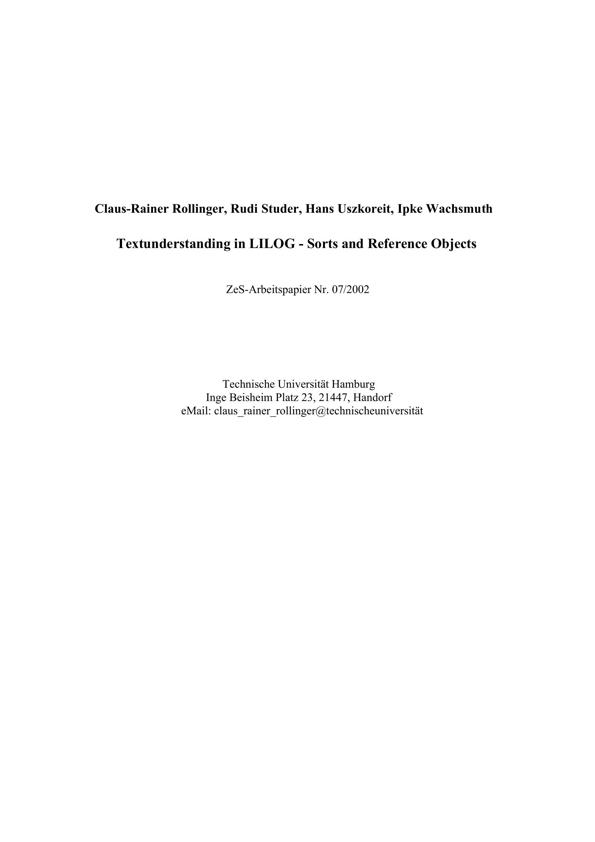 Claus-Rainer Rollinger, Rudi Studer, Hans Uszkoreit, Ipke Wachsmuth
Textunderstanding in LILOG - Sorts and Reference Objects
ZeS-Arbeitspapier Nr. 07/2002
Technische Universität Hamburg
Inge Beisheim Platz 23, 21447, Handorf
eMail: claus_rainer_rollinger@technischeuniversität